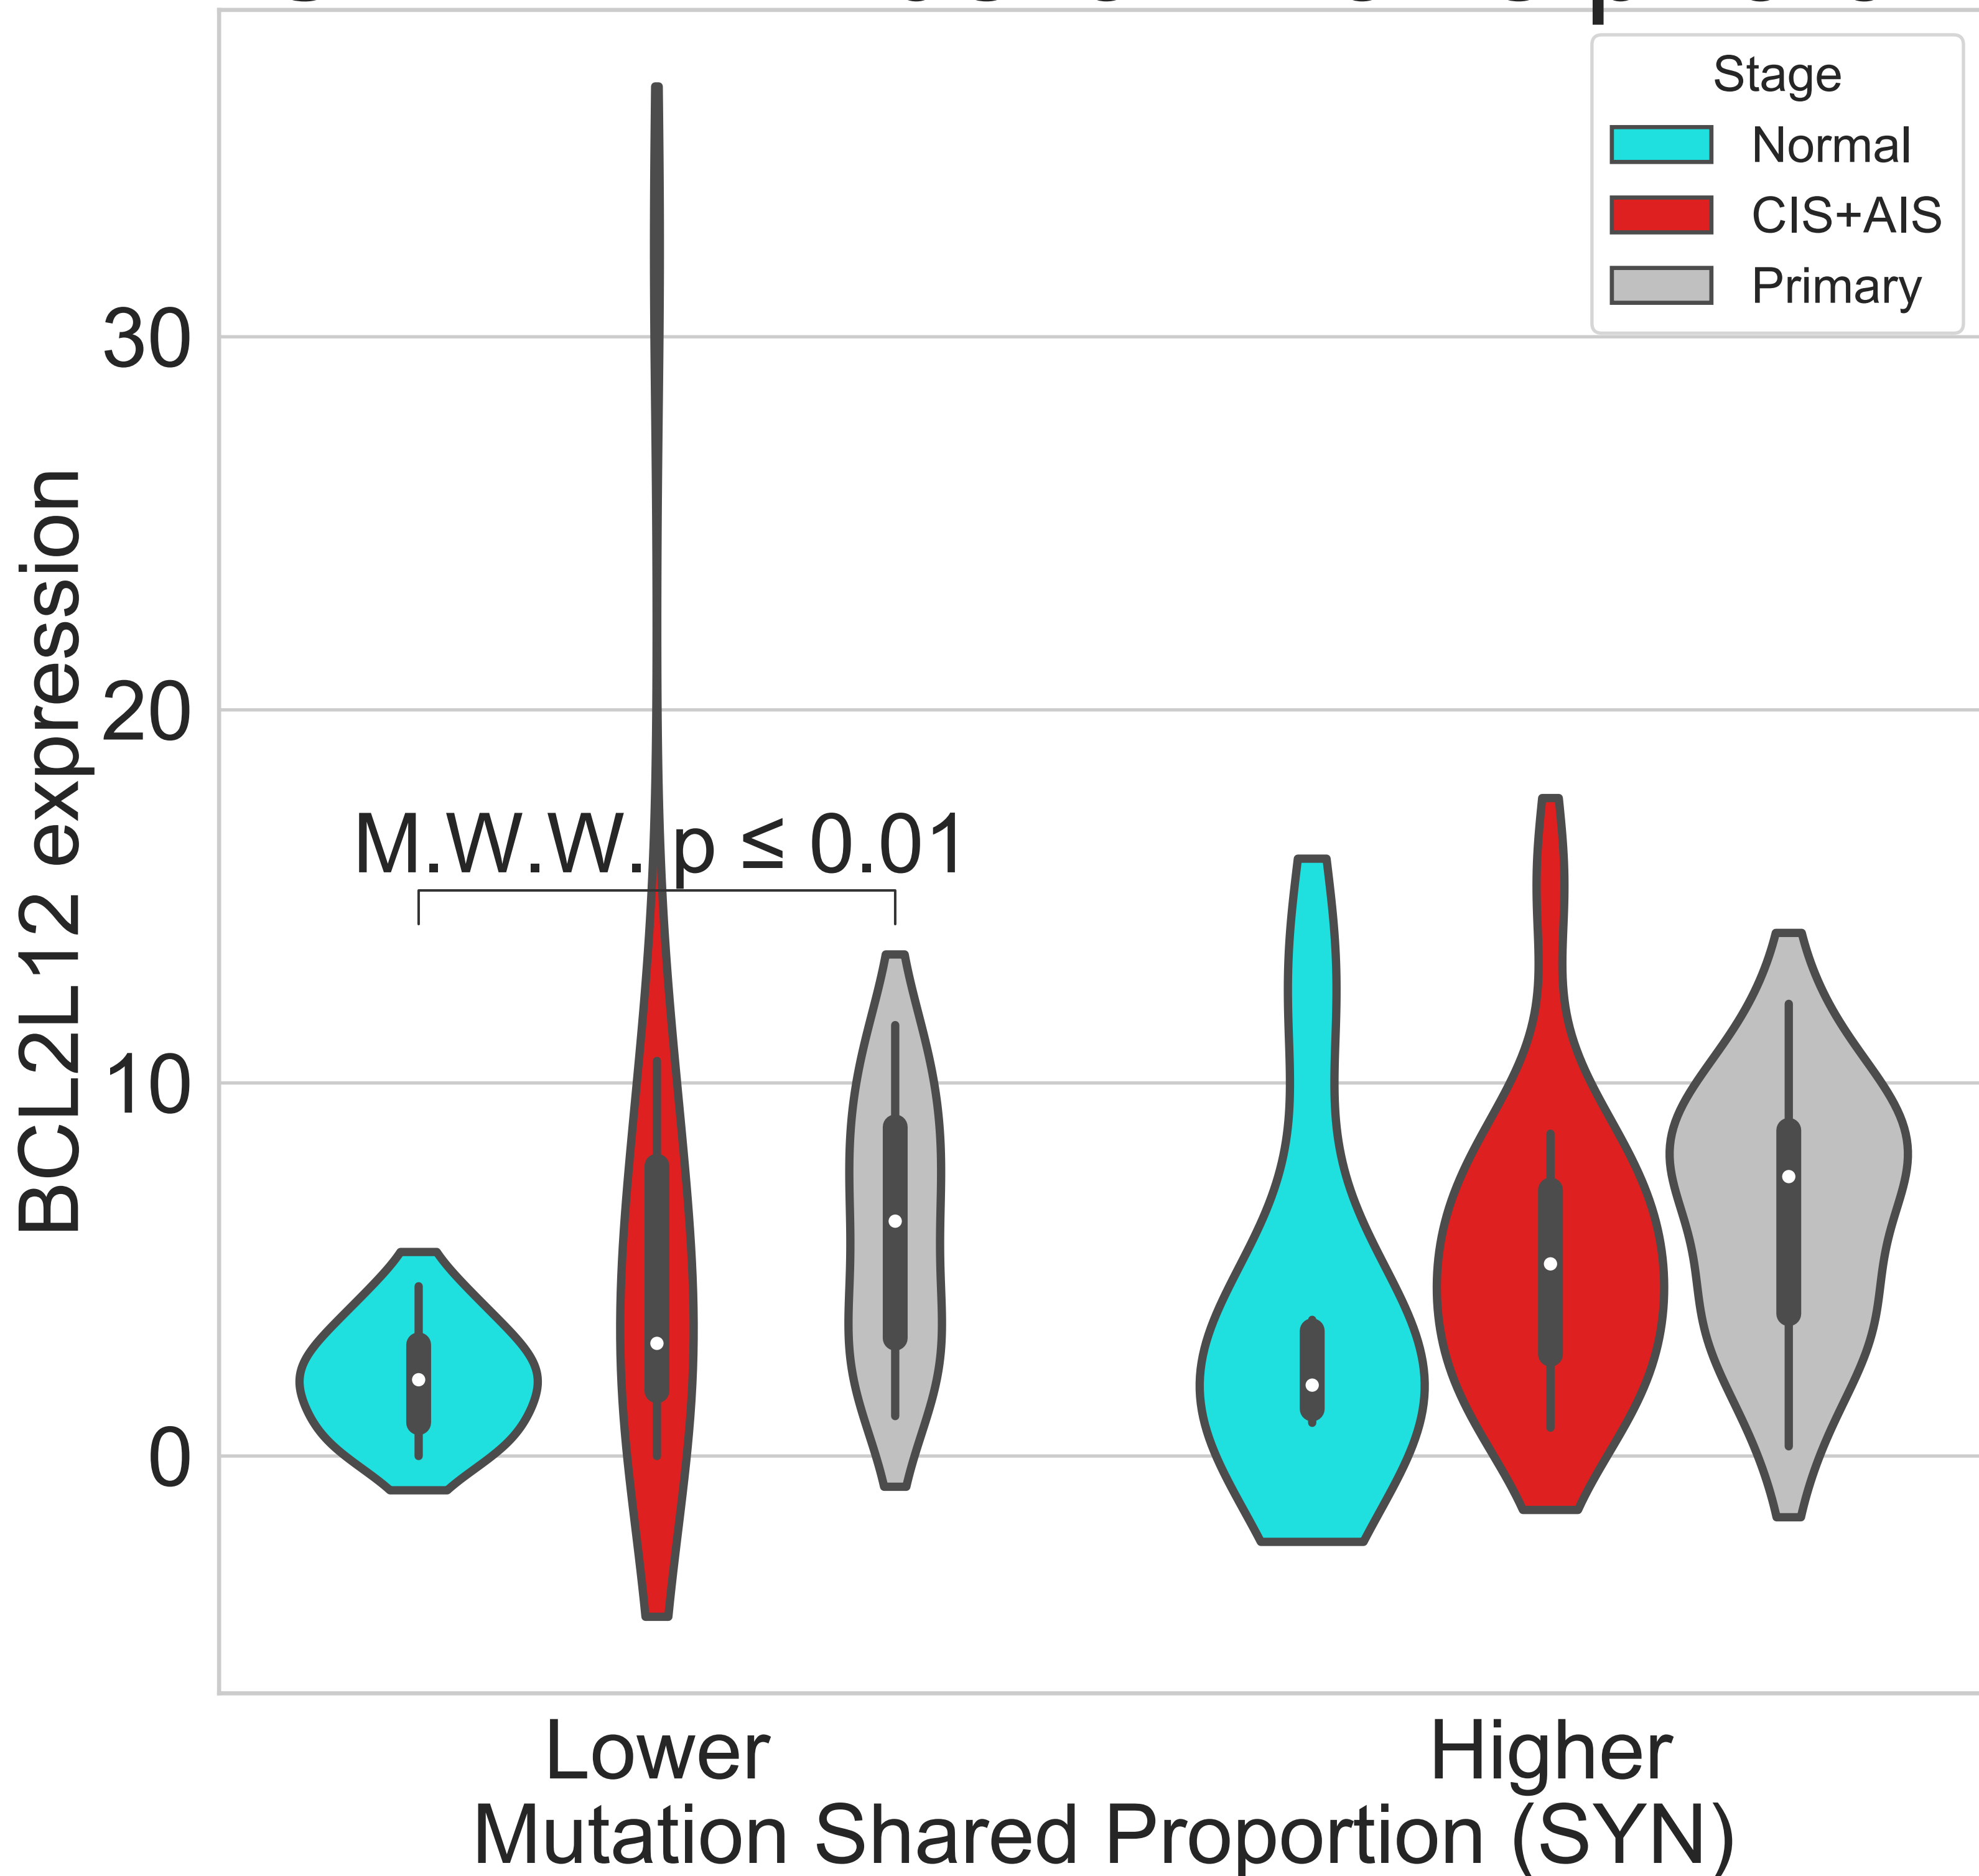 Stage
Normal
CIS+AIS
Primary
30
20
10
0
BCL2L12 expression
M.W.W. p ≤ 0.01
Lower
Higher
Mutation Shared Proportion (SYN)